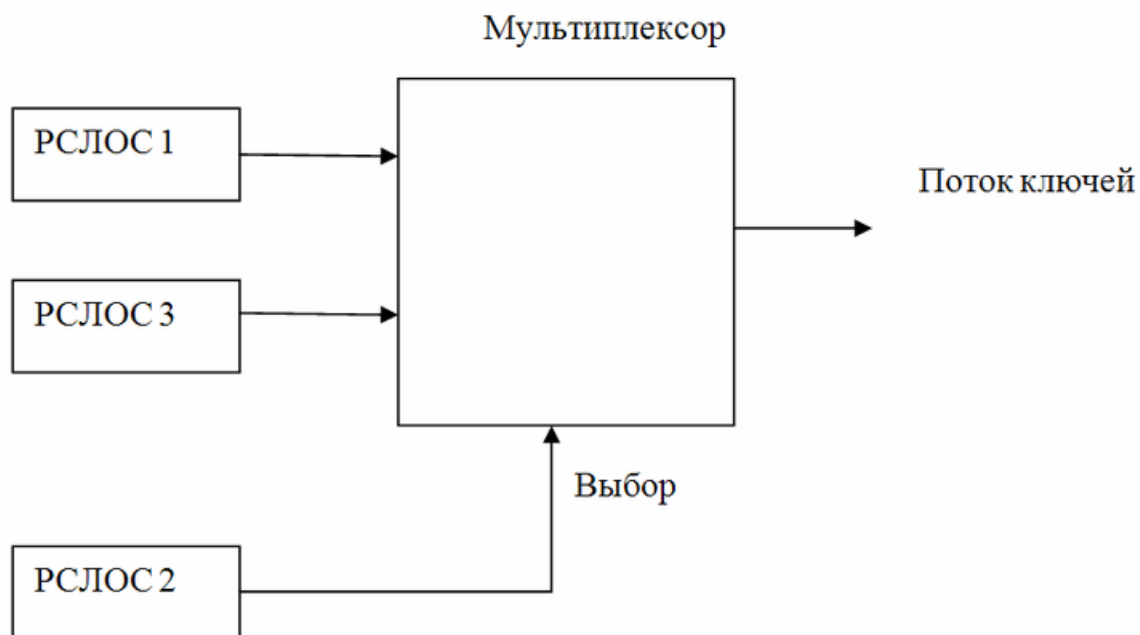 Мультиплексор
РСЛОС 1
Поток ключей
РСЛОС 3
Выбор
РСЛОС 2